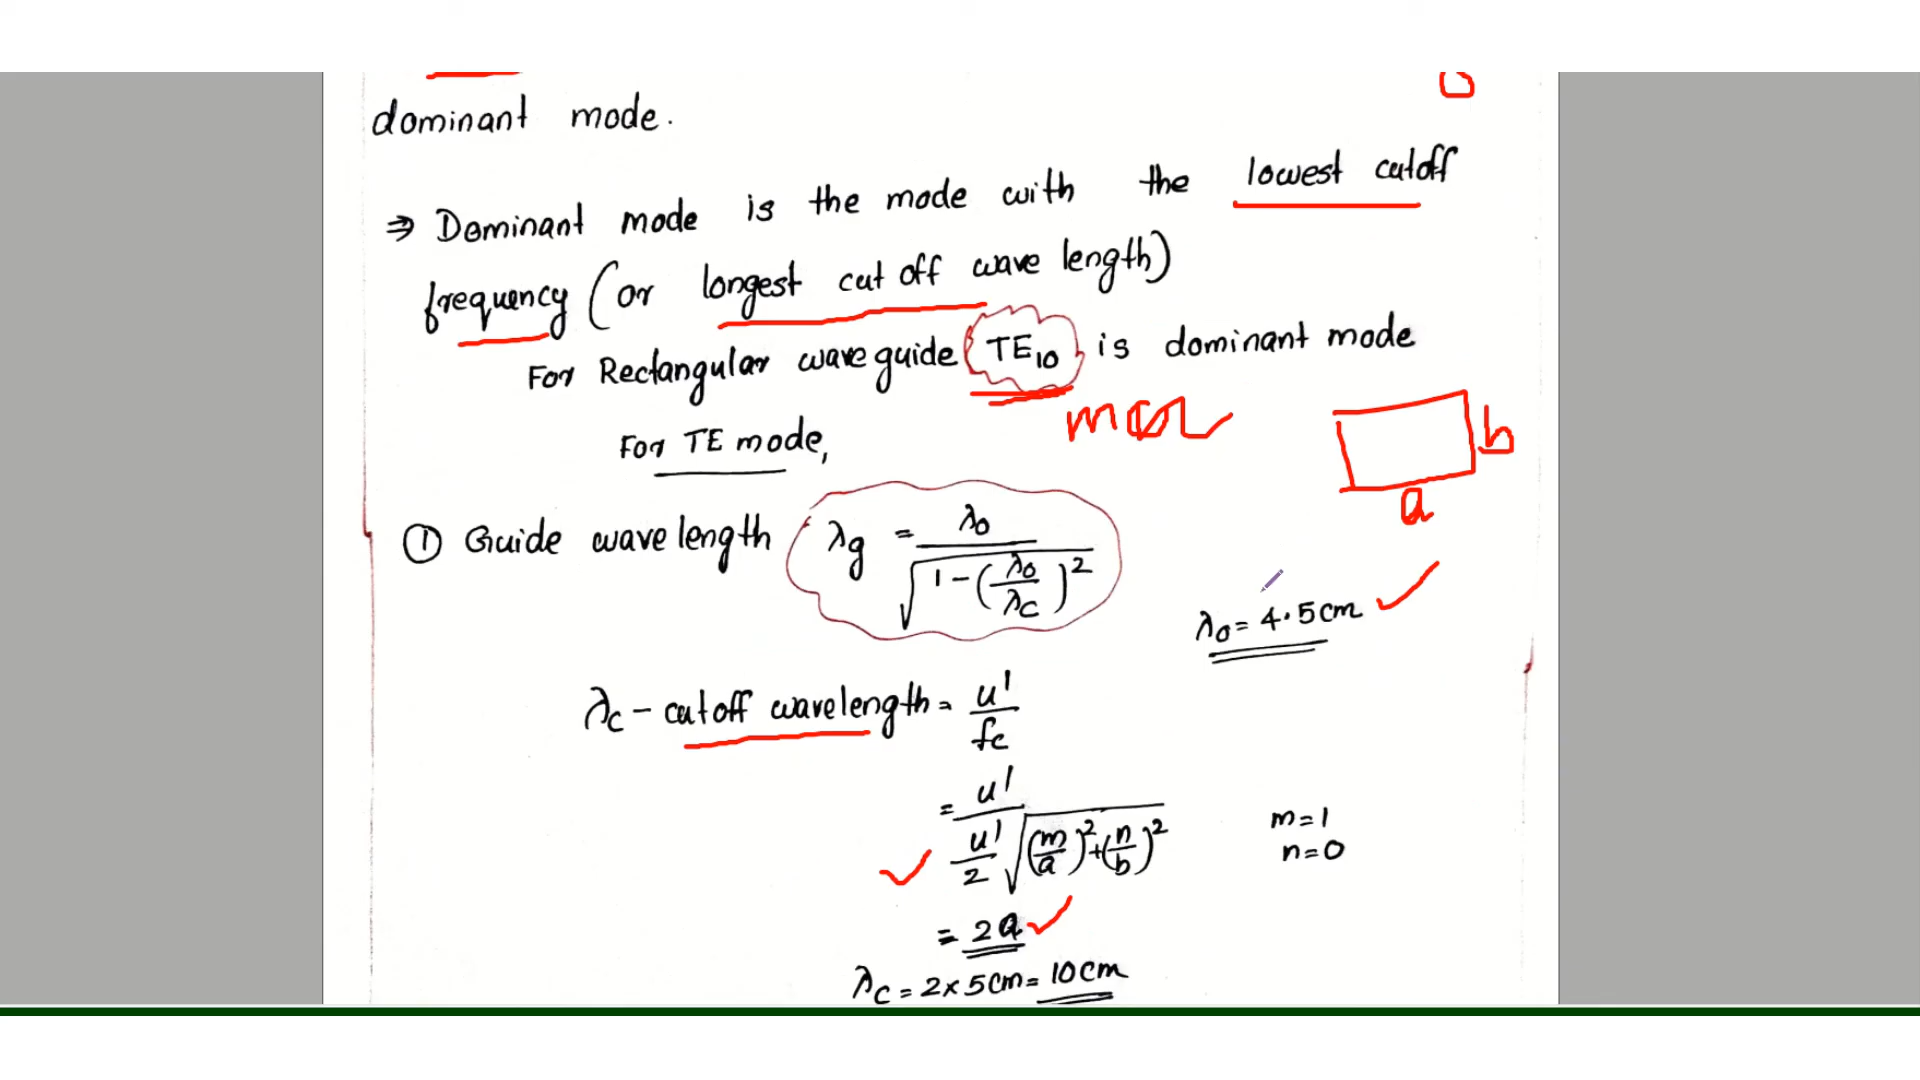 dominant mode.
⇒ Dominant mode is the mode with the lowest cutoff
frequency (or longest cut off wave length)
For Rectangular wave guide TE10 is dominant mode
b
For TE mode,
a
① Guide wavelength λg = λ0 / √(1 - (λ0/λc)²)
λ0 = 4.5cm
λc - cutoff wavelength = u'/fc
= u' / (u'/2 √((m/a)² + (n/b)²))
m=1
n=0
= 2a
λc = 2 x 5cm = 10cm